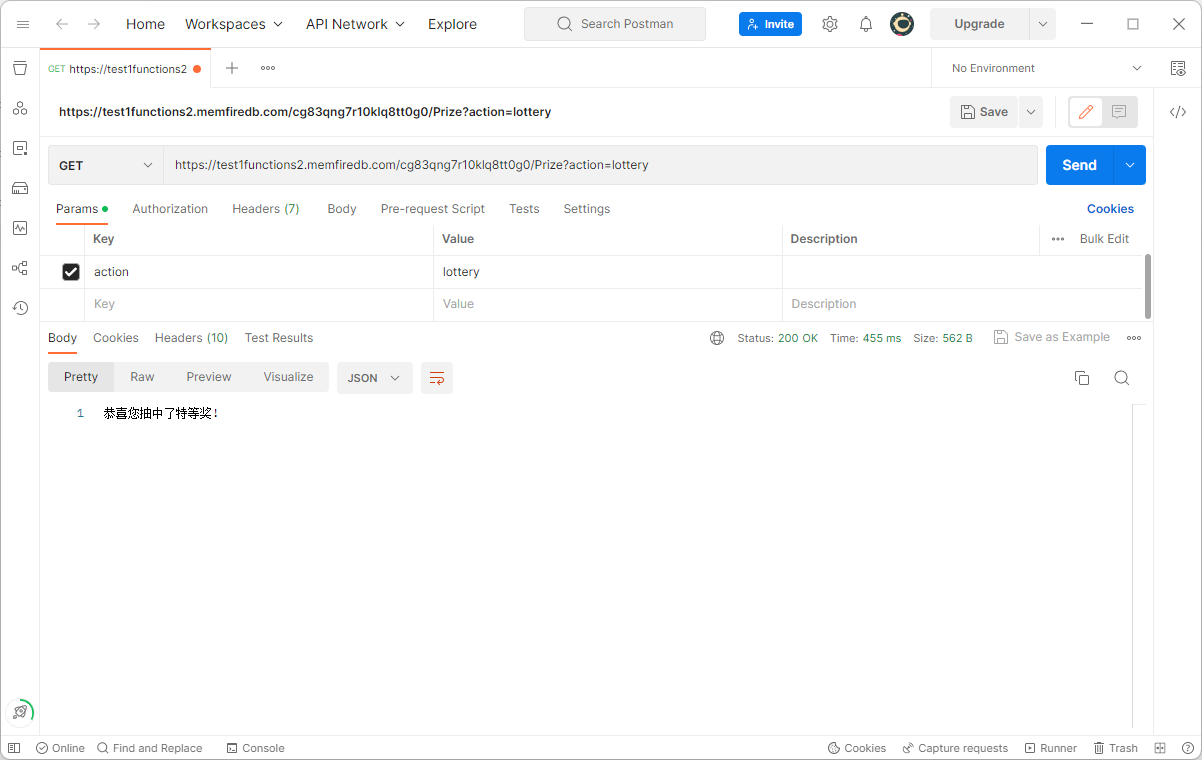 Home Workspaces API Network Explore Search Postman Invite Upgrade
GET https://test1functions2 No Environment
https://test1functions2.memfiredb.com/cg83qng7r10klq8tt0g0/Prize?action=lottery Save
GET https://test1functions2.memfiredb.com/cg83qng7r10klq8tt0g0/Prize?action=lottery Send
Params Authorization Headers (7) Body Pre-request Script Tests Settings Cookies
Key Value Description Bulk Edit
action lottery
Key Value Description
Body Cookies Headers (10) Test Results Status: 200 OK Time: 455 ms Size: 562 B Save as Example
Pretty Raw Preview Visualize JSON
1 恭喜您抽中了特等奖!
Online Find and Replace Console Cookies Capture requests Runner Trash